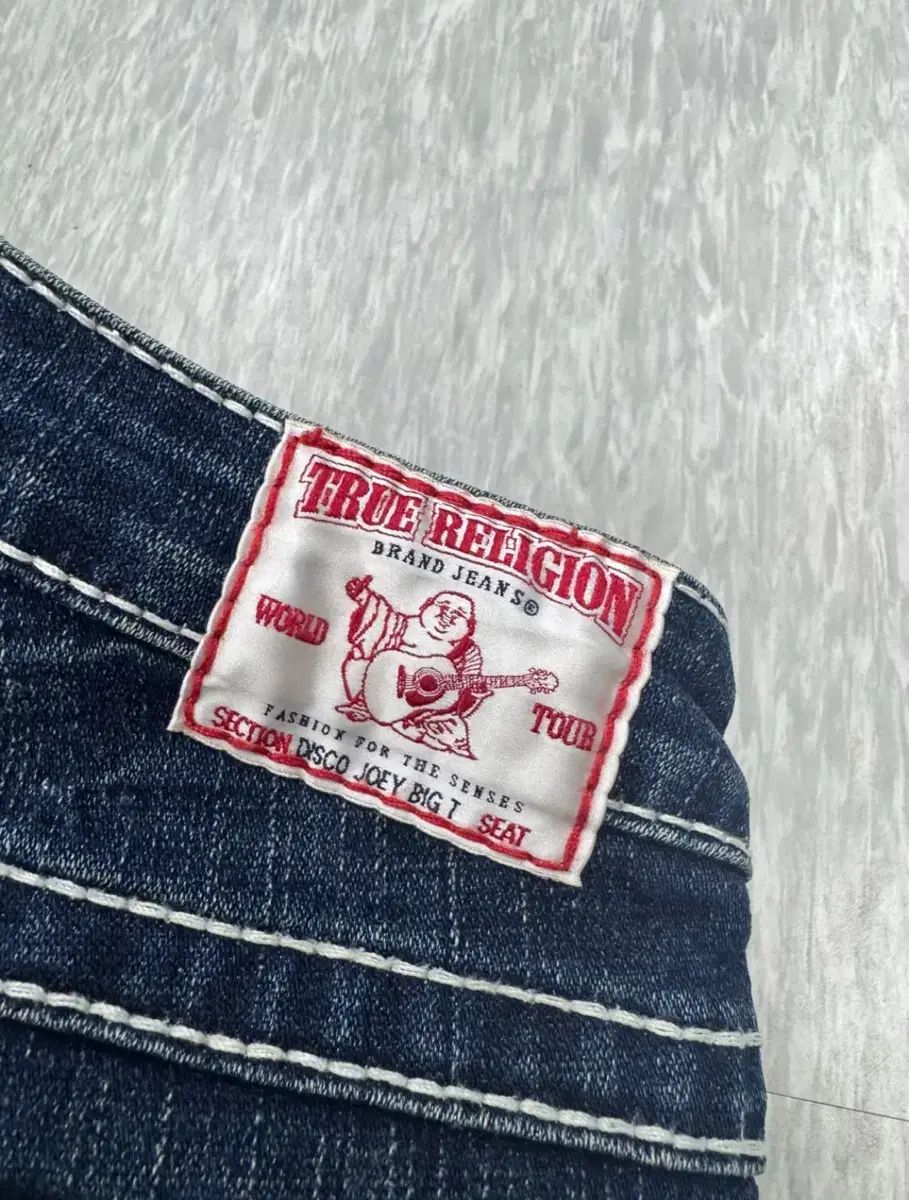 TRUE RELIGION
BRAND JEANS®
WORLD TOUR
FASHION FOR THE SENSES
SECTION DISCO JOEY BIG T SEAT